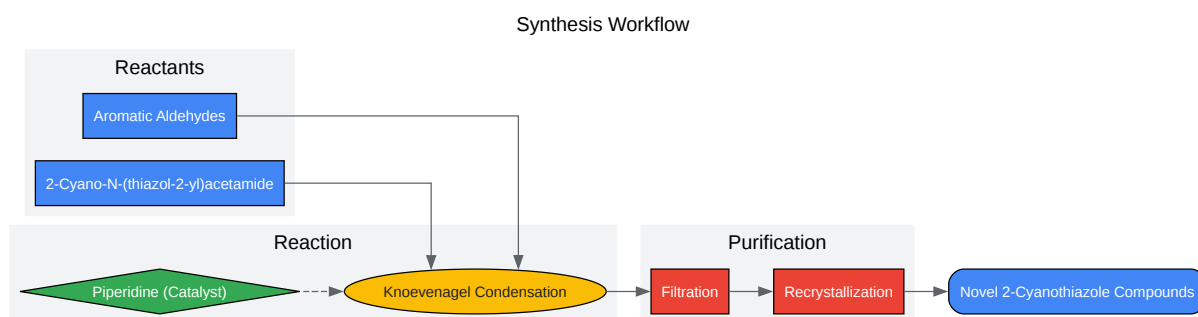 Synthesis Workflow
Reactants
Aromatic Aldehydes
2-Cyano-N-(thiazol-2-yl)acetamide
Reaction
Piperidine (Catalyst)
Knoevenagel Condensation
Purification
Filtration
Recrystallization
Novel 2-Cyanothiazole Compounds